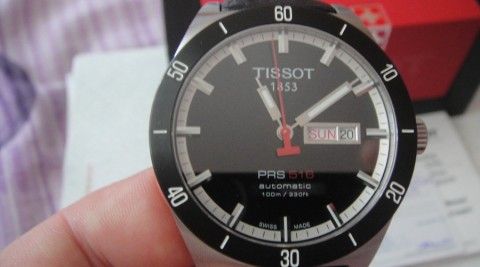 60
50
10
TISSOT
1853
SUN 20
PRS 516
automatic
100m / 330ft
40
20
SWISS MADE
30